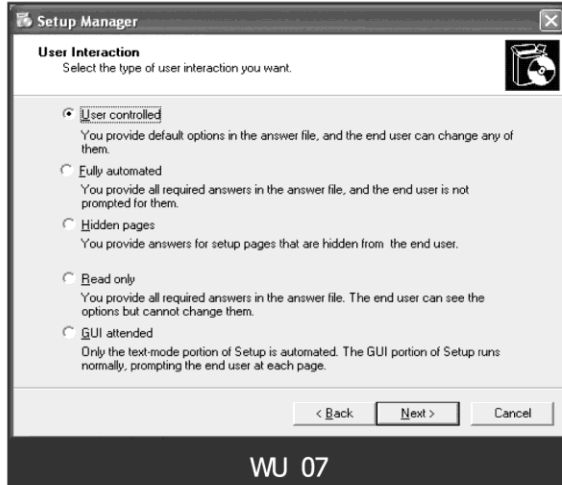 Setup Manager
User Interaction
Select the type of user interaction you want.
User controlled
You provide default options in the answer file, and the end user can change any of
them.
Fully automated
You provide all required answers in the answer file, and the end user is not
prompted for them.
Hidden pages
You provide answers for setup pages that are hidden from the end user.
Read only
You provide all required answers in the answer file. The end user can see the
options but cannot change them.
GUI attended
Only the text-mode portion of Setup is automated. The GUI portion of Setup runs
normally, prompting the end user at each page.
< Back Next > Cancel
WU 07